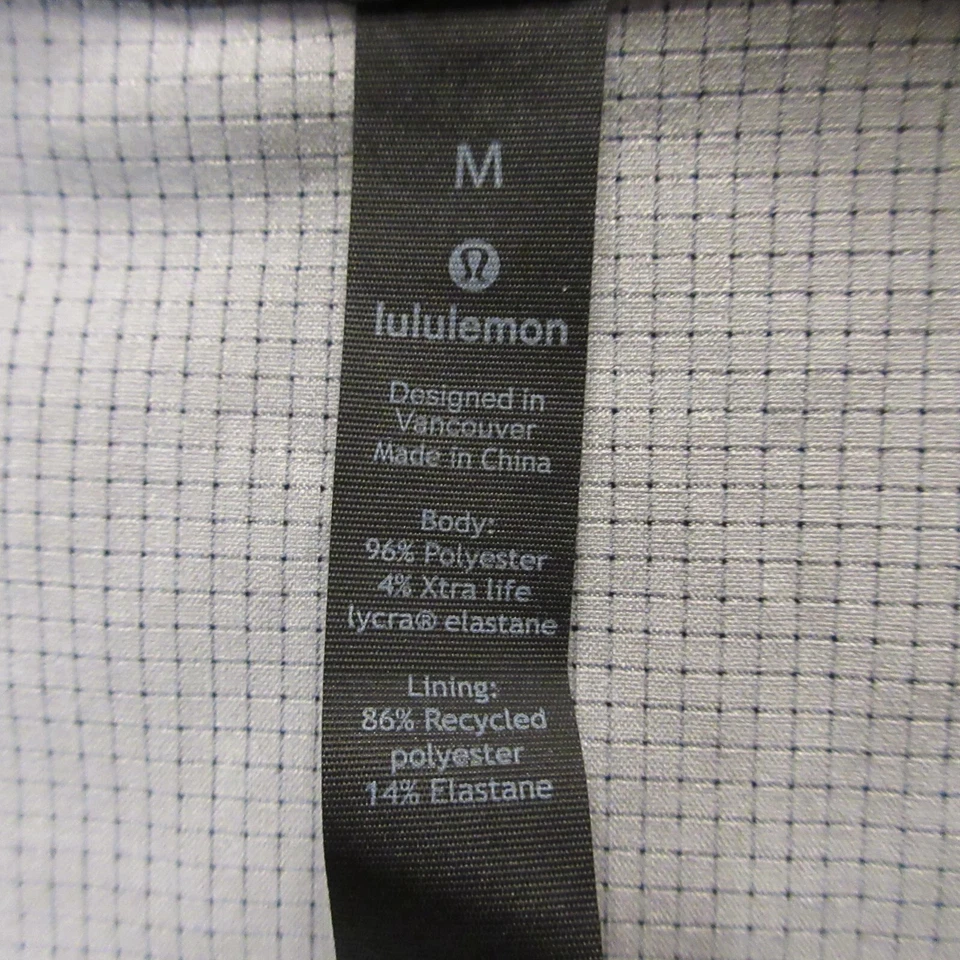 M
lululemon
Designed in
Vancouver
Made in China
Body:
96% Polyester
4% Xtra life
lycra® elastane
Lining:
86% Recycled
polyester
14% Elastane